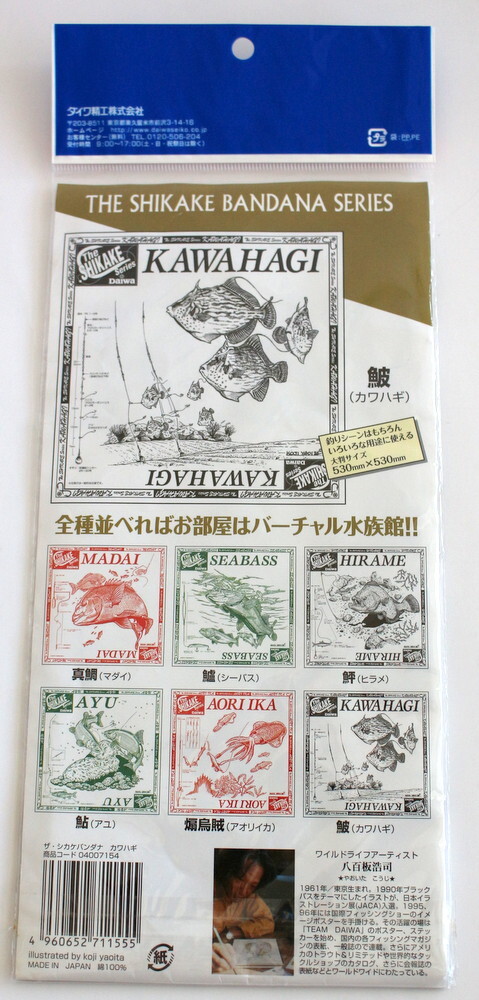 ダイワ精工株式会社
〒203-8511 東京都東久留米市前沢3-14-16
ホームページ http://www.daiwaseiko.co.jp/
お客様センター(無料) TEL 0120-506-204
受付時間 9:00~17:00(土・日・祝祭日は除く)
袋:PP,PE
THE SHIKAKE BANDANA SERIES
The SHIKAKE Series
Daiwa
KAWAHAGI
鮍
(カワハギ)
釣りシーンはもちろん
いろいろな用途に使える
大判サイズ
530mm×530mm
KAWAHAGI
全種並べればお部屋はバーチャル水族館!!
MADAI
MADAI
真鯛(マダイ)
SEABASS
SEABASS
鱸(シーバス)
HIRAME
HIRAME
鮃(ヒラメ)
AYU
AYU
鮎(アユ)
AORI IKA
AORI IKA
煽烏賊(アオリイカ)
KAWAHAGI
KAWAHAGI
鮍(カワハギ)
ザ・シカケバンダナ カワハギ
商品コード 04007154
4 960652 711555
illustrated by koji yaoita
MADE IN JAPAN 綿100%
紙
ワイルドライフアーティスト
八百板浩司
★やおいた こうじ★
1961年/東京生まれ。1990年ブラック
バスをテーマにしたイラストが、日本イラ
ストレーション展(JACA)入選。1995、
96年には国際フィッシングショーのイメ
ージポスターを手掛ける。その活躍の場は
「TEAM DAIWA」のポスター、ステッ
カーを始め、国内の各フィッシングマガジ
ンの表紙、一般誌ので連載。さらにアメリ
カのトラウト&リミテッドや世界的なタッ
クルショップのカタログ、さらに会報誌の
表紙などとワールドワイドにわたっている。